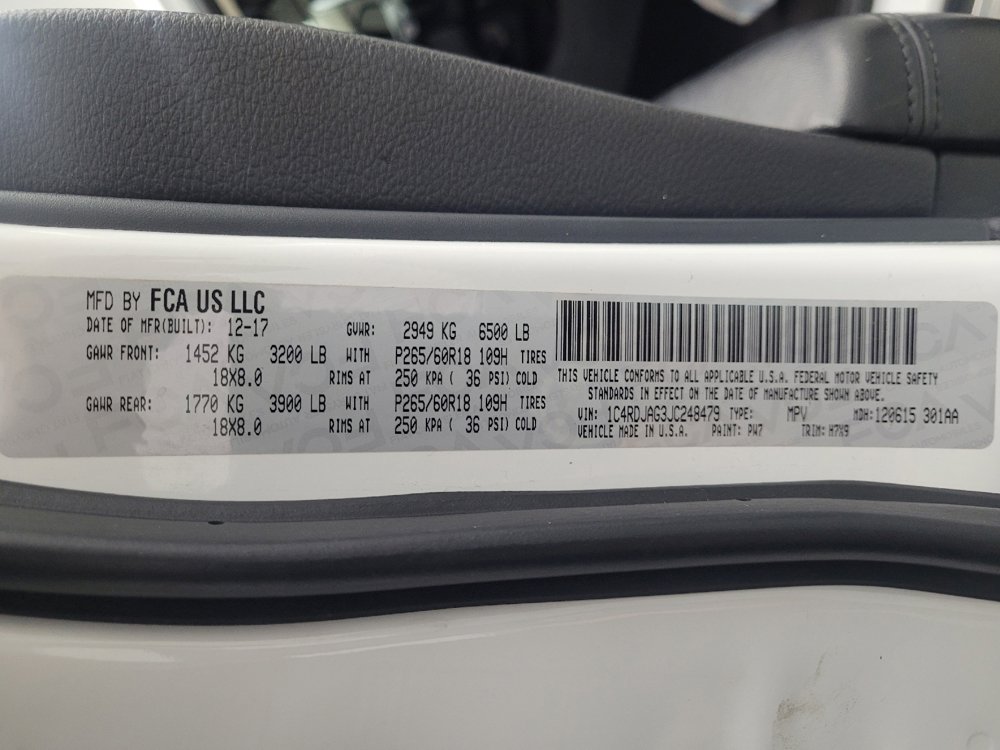 MFD BY FCA US LLC
DATE OF MFR(BUILT): 12-17 GVWR: 2949 KG 6500 LB
GAWR FRONT: 1452 KG 3200 LB WITH P265/60R18 109H TIRES
18X8.0 RIMS AT 250 KPA ( 36 PSI) COLD
GAWR REAR: 1770 KG 3900 LB WITH P265/60R18 109H TIRES
18X8.0 RIMS AT 250 KPA ( 36 PSI) COLD
THIS VEHICLE CONFORMS TO ALL APPLICABLE U.S.A. FEDERAL MOTOR VEHICLE SAFETY
STANDARDS IN EFFECT ON THE DATE OF MANUFACTURE SHOWN ABOVE.
VIN: 1C4RDJAG3JC248479 TYPE: MPV MDH:120615 301AA
VEHICLE MADE IN U.S.A. PAINT: PW7 TRIM: H7X9